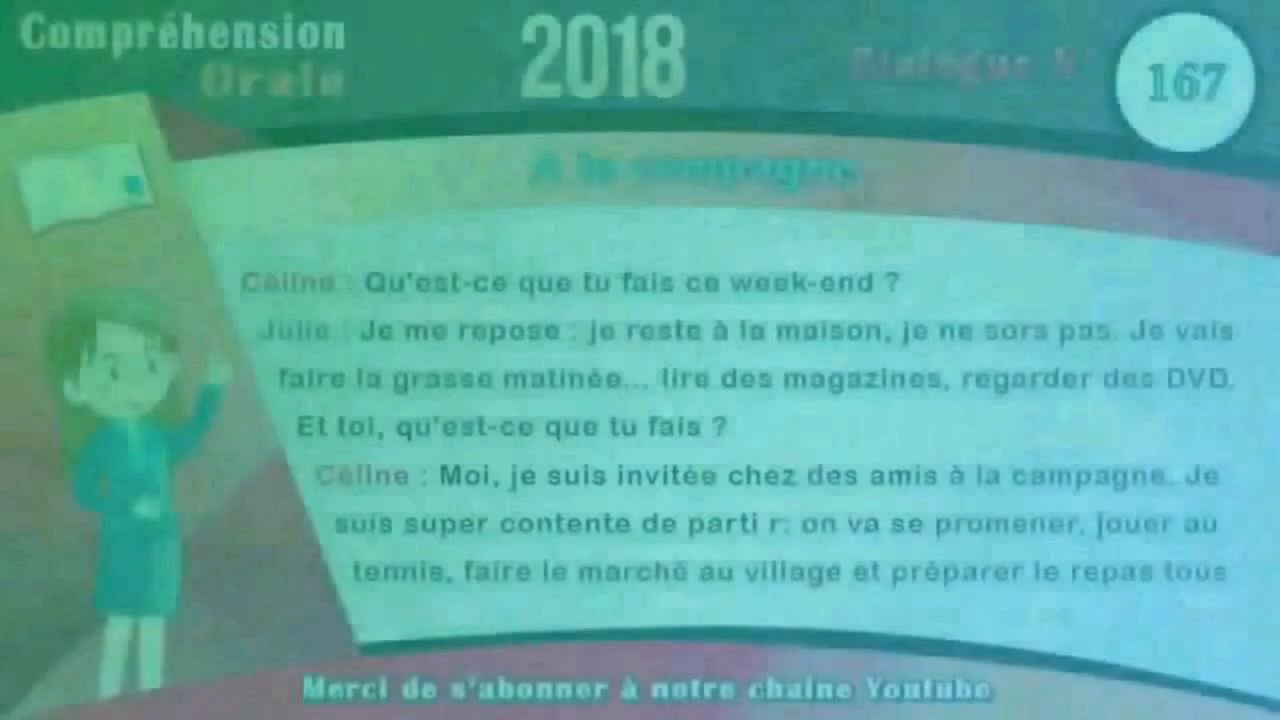 Compréhension
Orale
2018
Dialogue N°
167
A la campagne
Céline : Qu'est-ce que tu fais ce week-end ?
Julie : Je me repose : je reste à la maison, je ne sors pas. Je vais
faire la grasse matinée... lire des magazines, regarder des DVD.
Et toi, qu'est-ce que tu fais ?
Céline : Moi, je suis invitée chez des amis à la campagne. Je
suis super contente de parti r: on va se promener, jouer au
tennis, faire le marché au village et préparer le repas tous
Merci de s'abonner à notre chaine Youtube